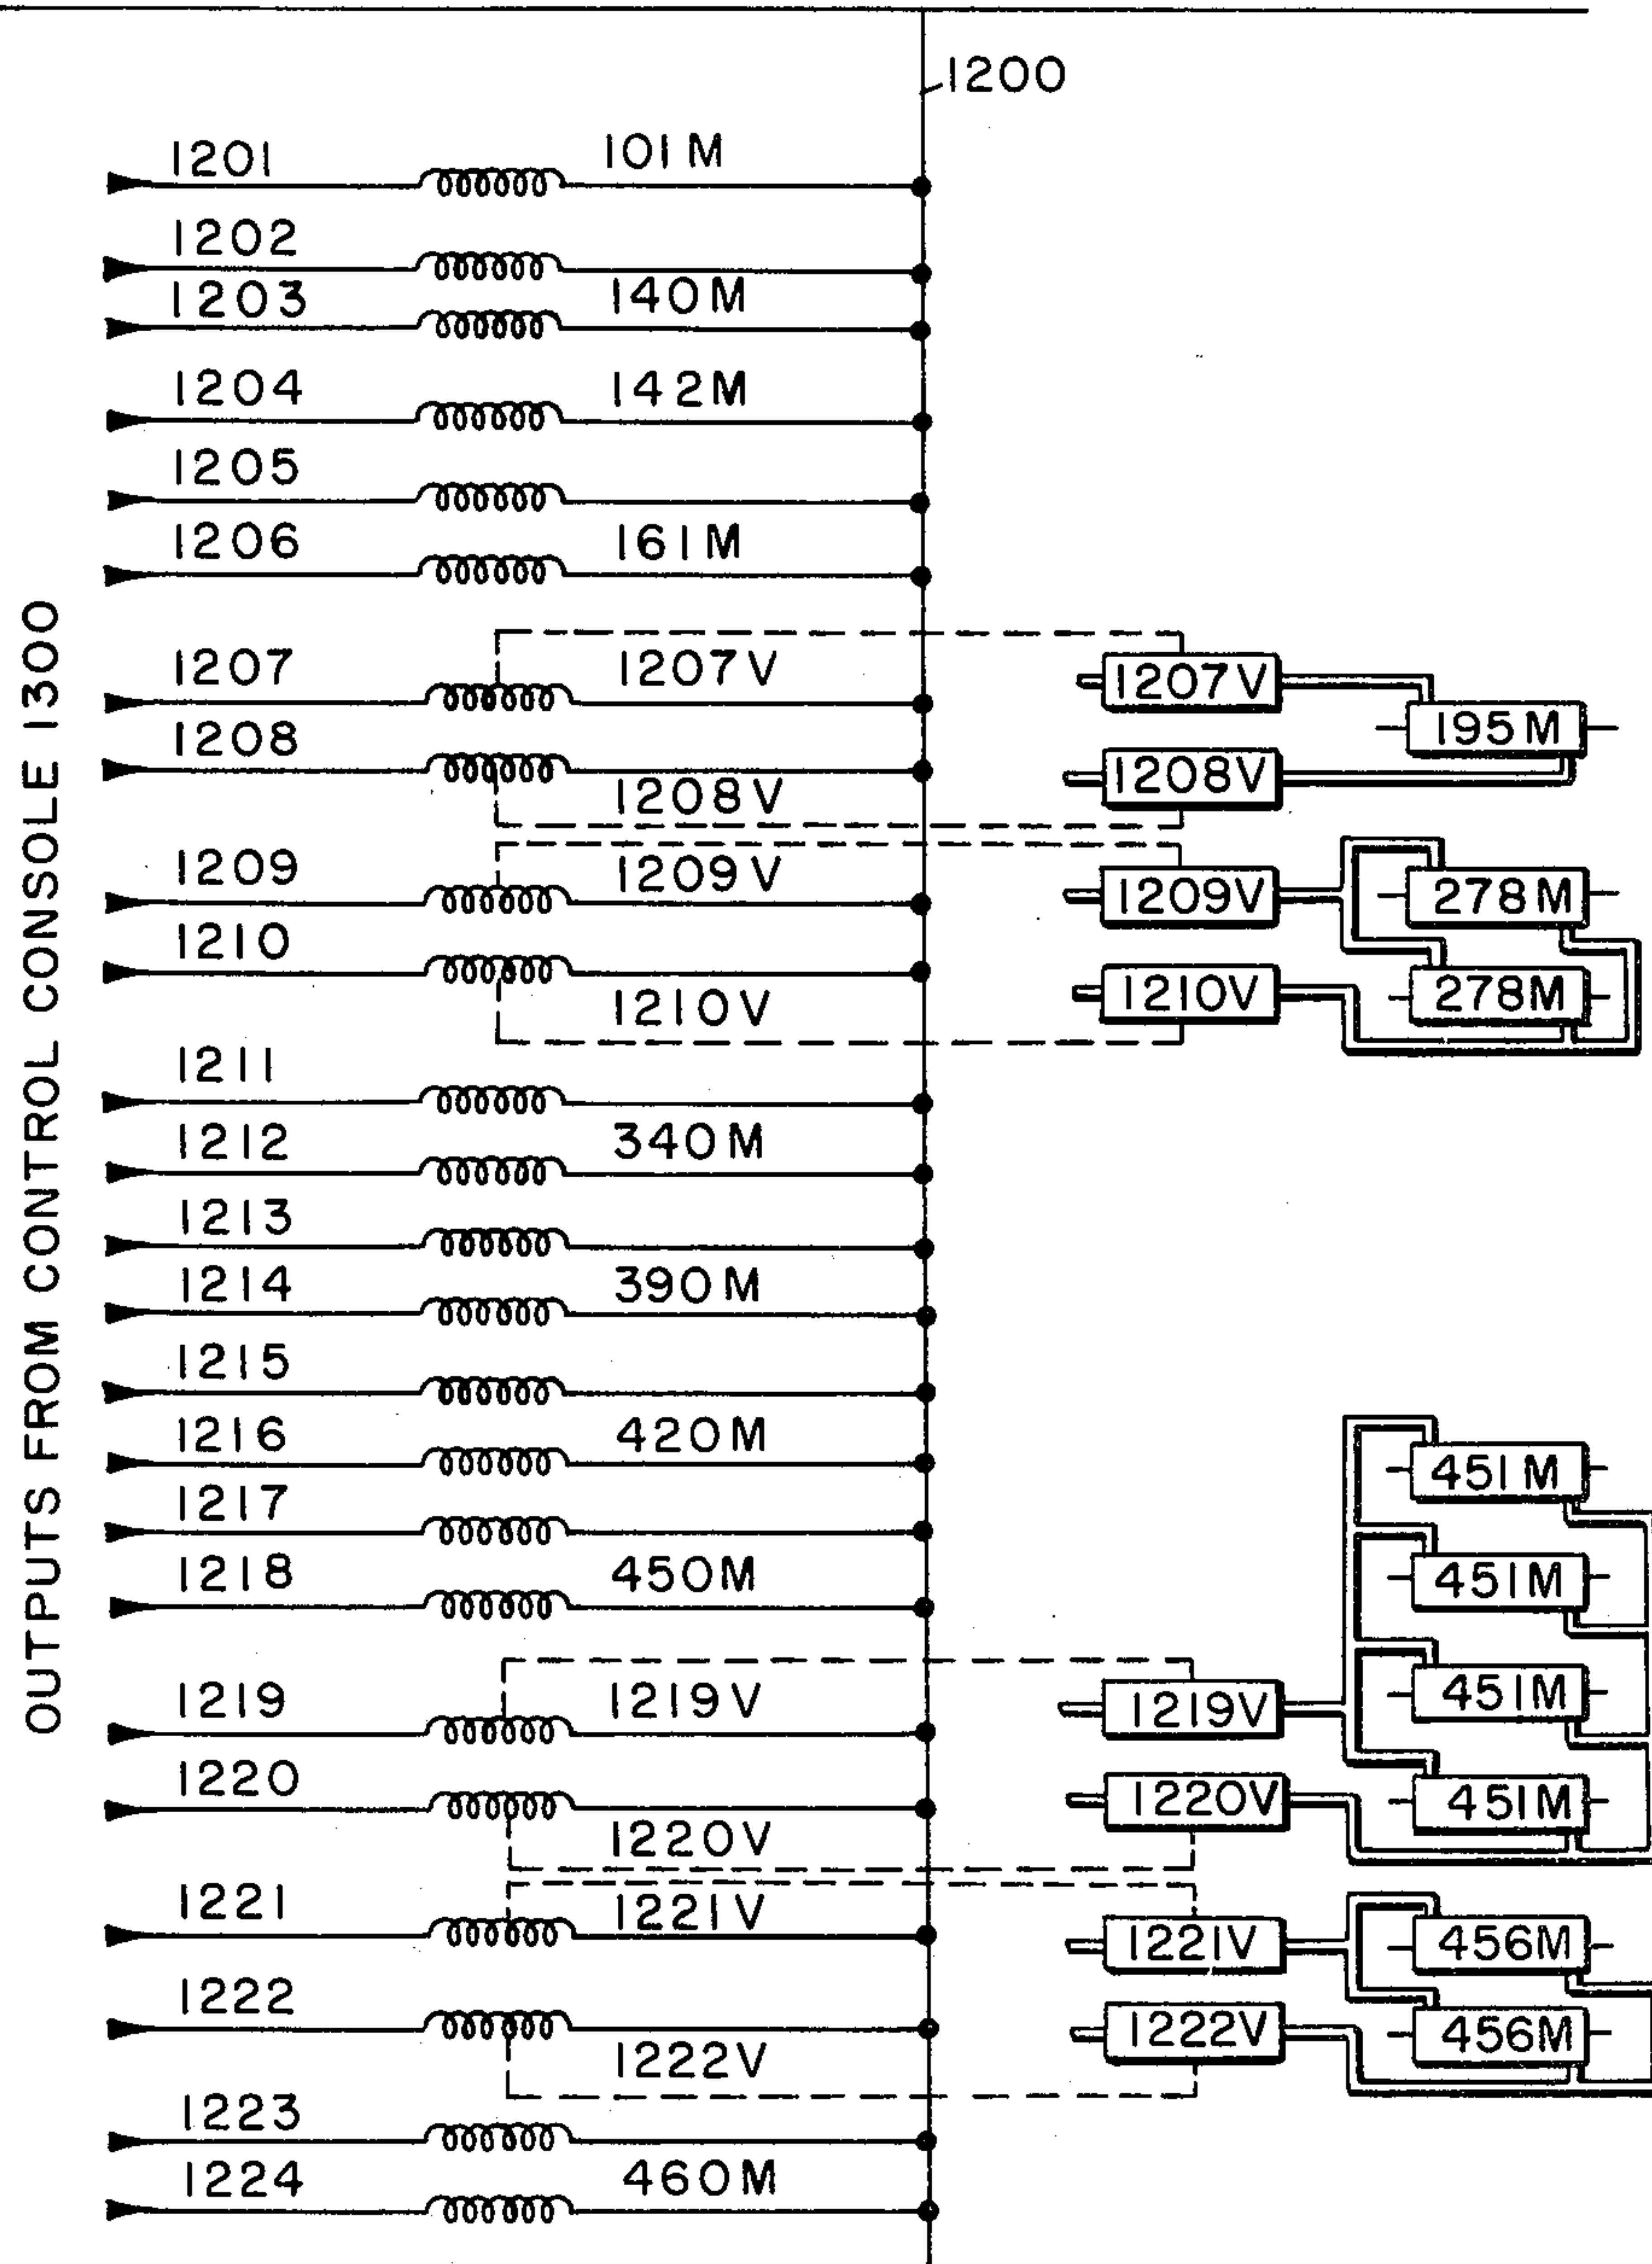 1200
1201 101M
1202
1203 140M
1204 142M
1205
1206 161M
OUTPUTS FROM CONTROL CONSOLE 1300
1207 1207V 1207V
195M
1208 1208V
1208V
1209 1209V 1209V 278M
1210
1210V 1210V 278M
1211
1212 340M
1213
1214 390M
1215
1216 420M
451M
1217
1218 450M 451M
1219 1219V 1219V 451M
1220 1220V 451M
1220V
1221 1221V 1221V 456M
1222
1222V 1222V 456M
1223
1224 460M